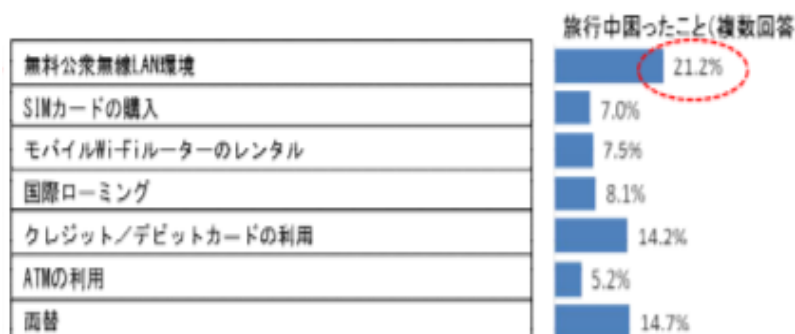 旅行中困ったこと(複数回答
無料公衆無線LAN環境 21.2%
SIMカードの購入 7.0%
モバイルWi-Fiルーターのレンタル 7.5%
国際ローミング 8.1%
クレジット／デビットカードの利用 14.2%
ATMの利用 5.2%
両替 14.7%